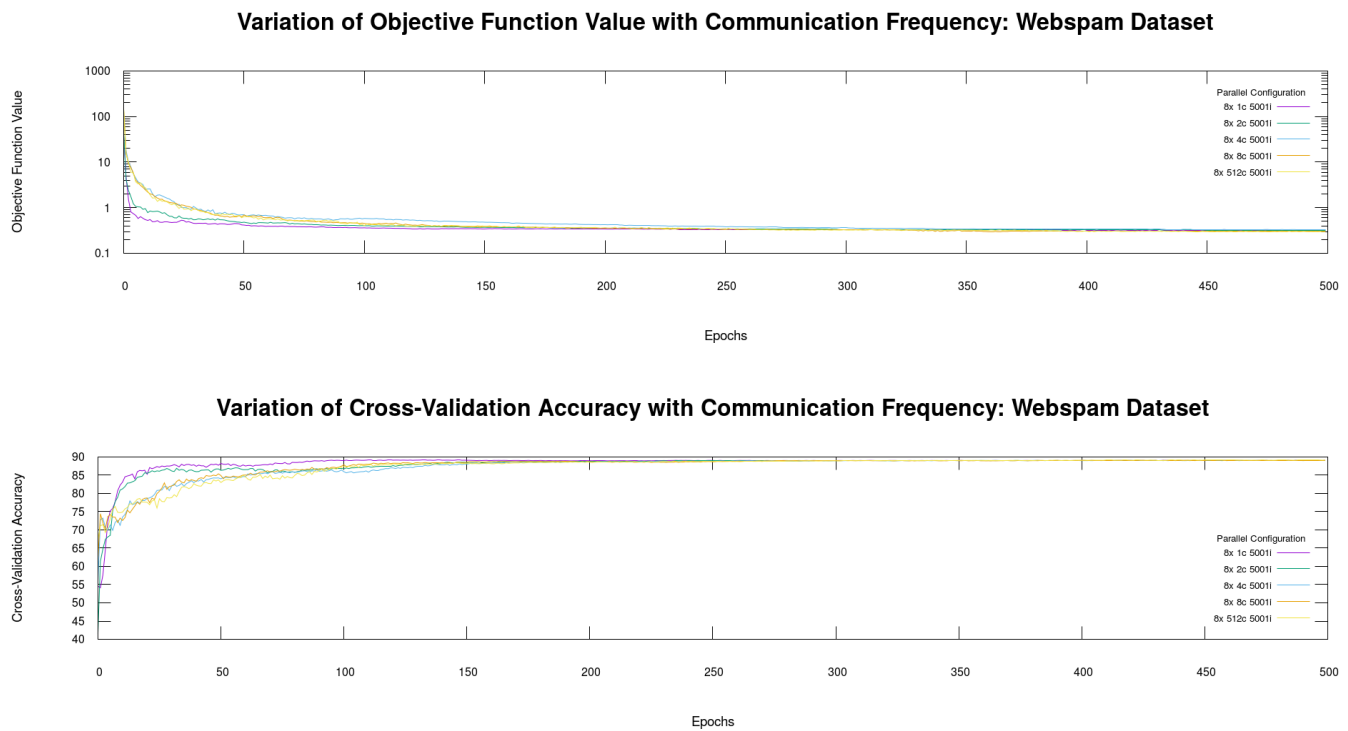 Variation of Objective Function Value with Communication Frequency: Webspam Dataset
Objective Function Value
1000
100
10
1
0.1
Parallel Configuration
8x 1c 5001i
8x 2c 5001i
8x 4c 5001i
8x 8c 5001i
8x 512c 5001i
0 50 100 150 200 250 300 350 400 450 500
Epochs
Variation of Cross-Validation Accuracy with Communication Frequency: Webspam Dataset
Cross-Validation Accuracy
90
85
80
75
70
65
60
55
50
45
40
Parallel Configuration
8x 1c 5001i
8x 2c 5001i
8x 4c 5001i
8x 8c 5001i
8x 512c 5001i
0 50 100 150 200 250 300 350 400 450 500
Epochs